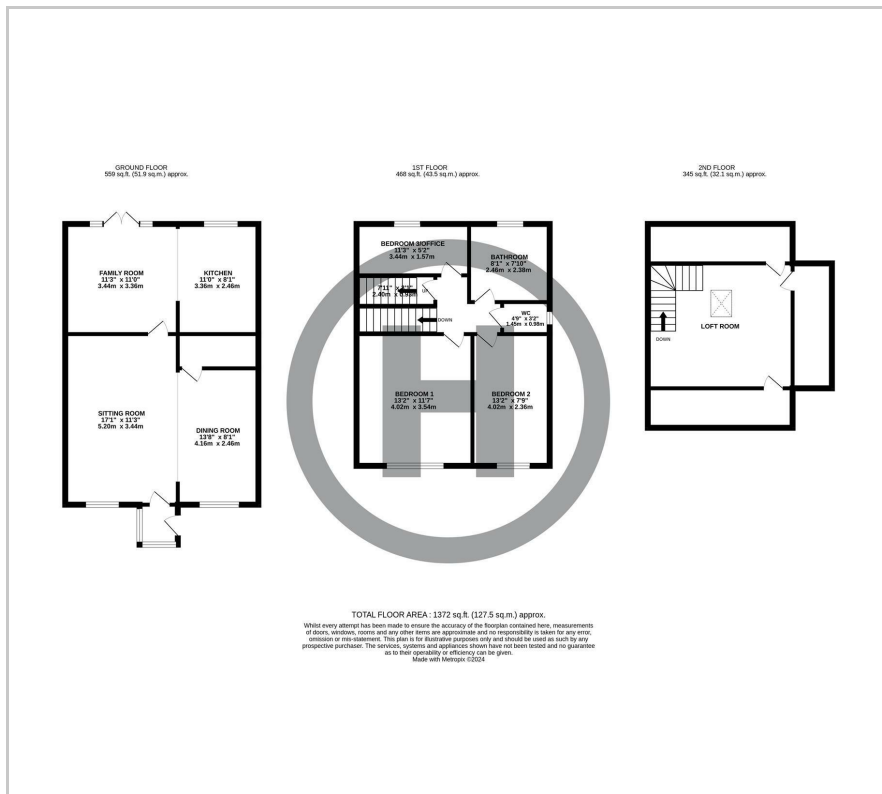 GROUND FLOOR
559 sq.ft. (51.9 sq.m.) approx.
FAMILY ROOM
11'3" x 11'0"
3.44m x 3.36m
KITCHEN
11'0" x 8'1"
3.36m x 2.46m
SITTING ROOM
17'1" x 11'3"
5.20m x 3.44m
DINING ROOM
13'8" x 8'1"
4.16m x 2.46m
1ST FLOOR
468 sq.ft. (43.5 sq.m.) approx.
BEDROOM 3/OFFICE
11'3" x 5'2"
3.44m x 1.57m
BATHROOM
8'1" x 7'10"
2.46m x 2.38m
UP
DOWN
WC
4'9" x 3'2"
1.45m x 0.98m
BEDROOM 1
13'2" x 11'7"
4.02m x 3.54m
BEDROOM 2
13'2" x 7'9"
4.02m x 2.36m
H
2ND FLOOR
345 sq.ft. (32.1 sq.m.) approx.
DOWN
LOFT ROOM
TOTAL FLOOR AREA : 1372 sq.ft. (127.5 sq.m.) approx.
Whilst every attempt has been made to ensure the accuracy of the floorplan contained here, measurements
of doors, windows, rooms and any other items are approximate and no responsibility is taken for any error,
omission or mis-statement. This plan is for illustrative purposes only and should be used as such by any
prospective purchaser. The services, systems and appliances shown have not been tested and no guarantee
as to their operability or efficiency can be given.
Made with Metropix ©2024